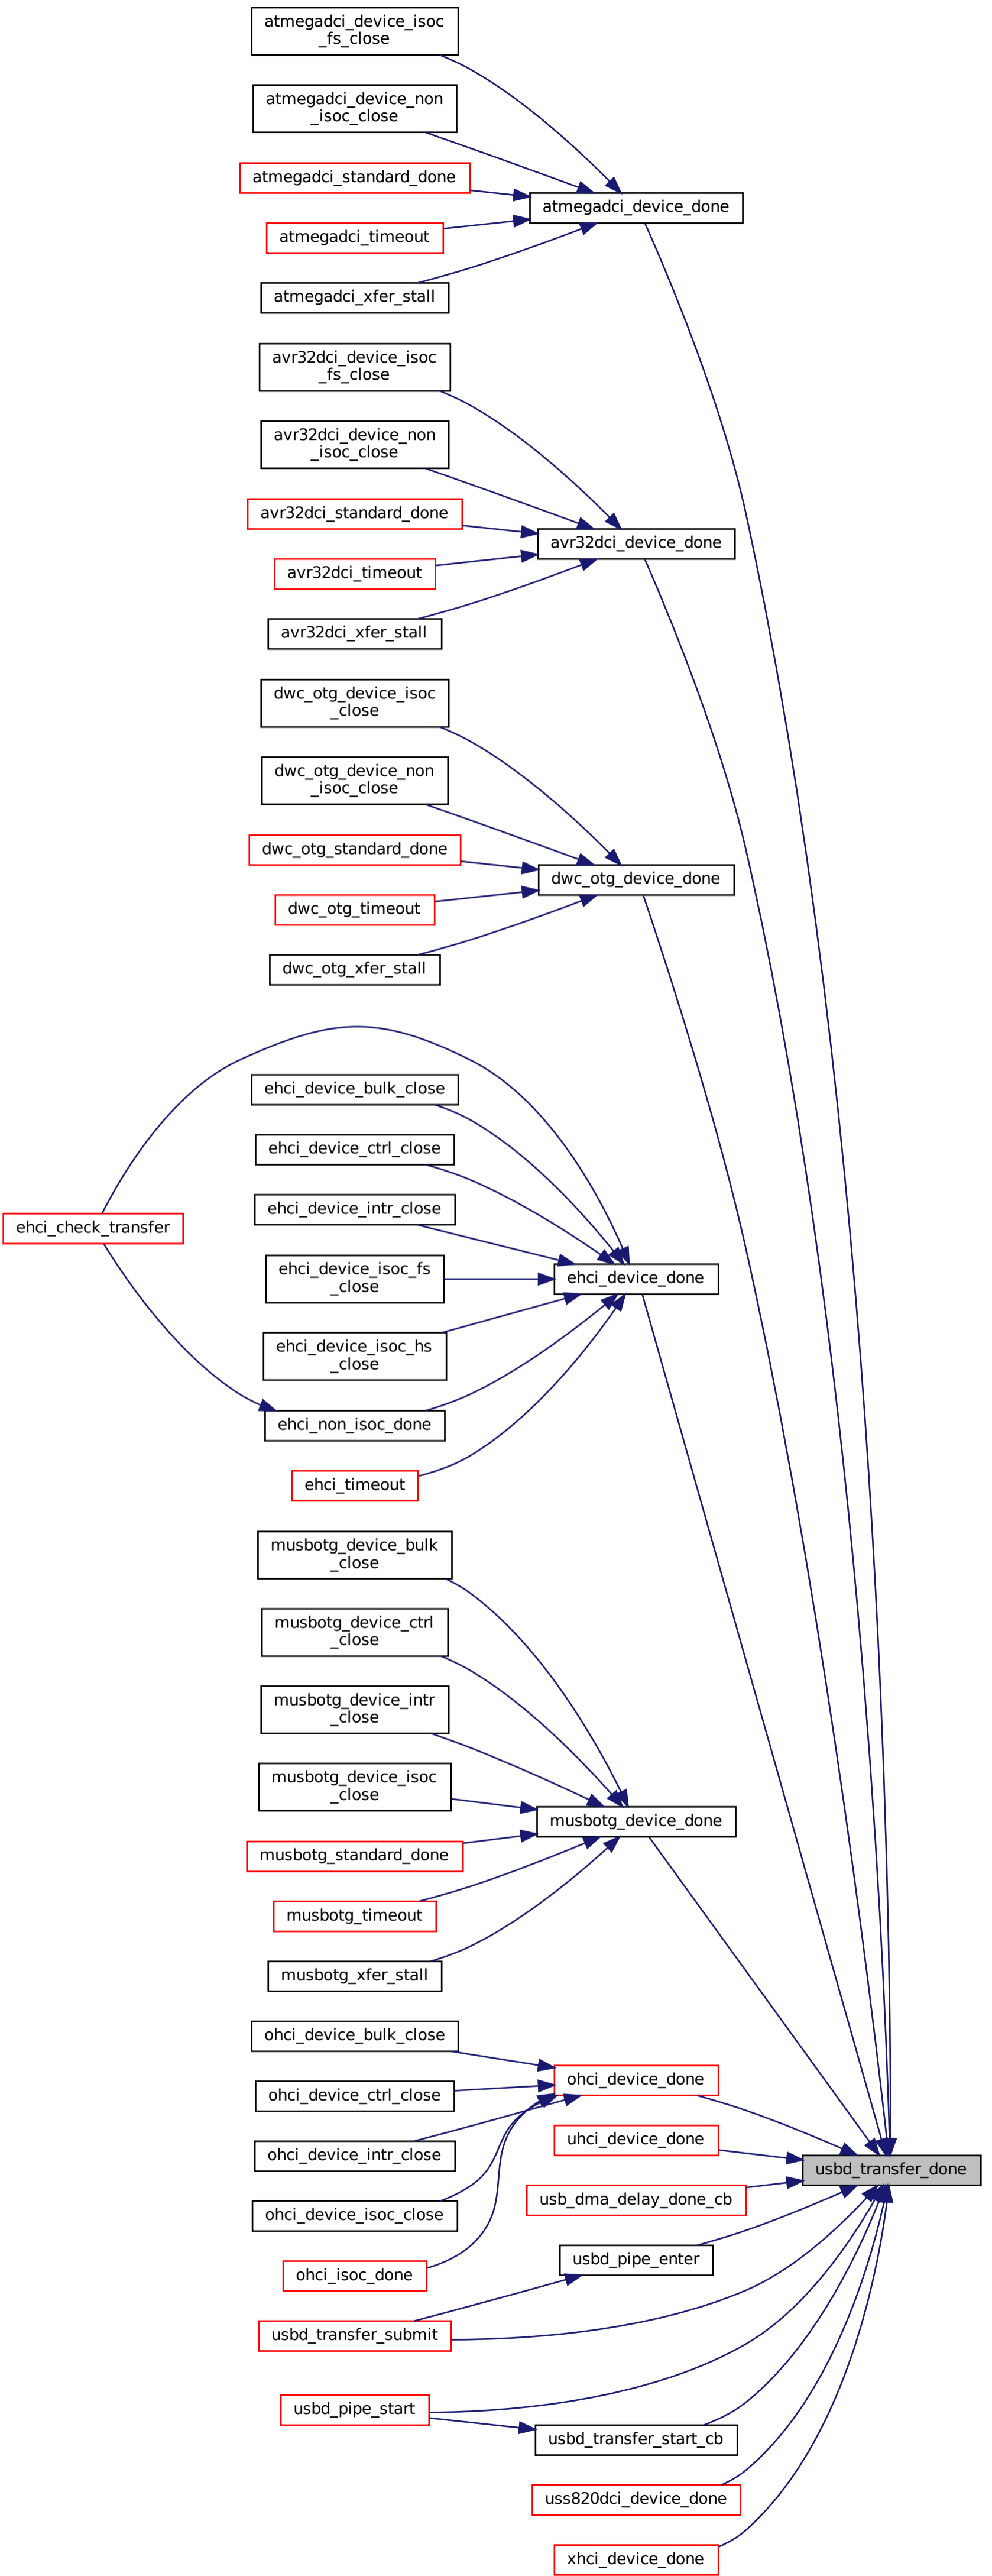 atmegadci_device_isoc
_fs_close
atmegadci_device_non
_isoc_close
atmegadci_standard_done
atmegadci_device_done
atmegadci_timeout
atmegadci_xfer_stall
avr32dci_device_isoc
_fs_close
avr32dci_device_non
_isoc_close
avr32dci_standard_done
avr32dci_device_done
avr32dci_timeout
avr32dci_xfer_stall
dwc_otg_device_isoc
_close
dwc_otg_device_non
_isoc_close
dwc_otg_standard_done
dwc_otg_device_done
dwc_otg_timeout
dwc_otg_xfer_stall
ehci_device_bulk_close
ehci_device_ctrl_close
ehci_device_intr_close
ehci_check_transfer
ehci_device_isoc_fs
_close
ehci_device_done
ehci_device_isoc_hs
_close
ehci_non_isoc_done
ehci_timeout
musbotg_device_bulk
_close
musbotg_device_ctrl
_close
musbotg_device_intr
_close
musbotg_device_isoc
_close
musbotg_device_done
musbotg_standard_done
musbotg_timeout
musbotg_xfer_stall
ohci_device_bulk_close
ohci_device_done
ohci_device_ctrl_close
uhci_device_done
ohci_device_intr_close
usbd_transfer_done
usb_dma_delay_done_cb
ohci_device_isoc_close
usbd_pipe_enter
ohci_isoc_done
usbd_transfer_submit
usbd_pipe_start
usbd_transfer_start_cb
uss820dci_device_done
xhci_device_done